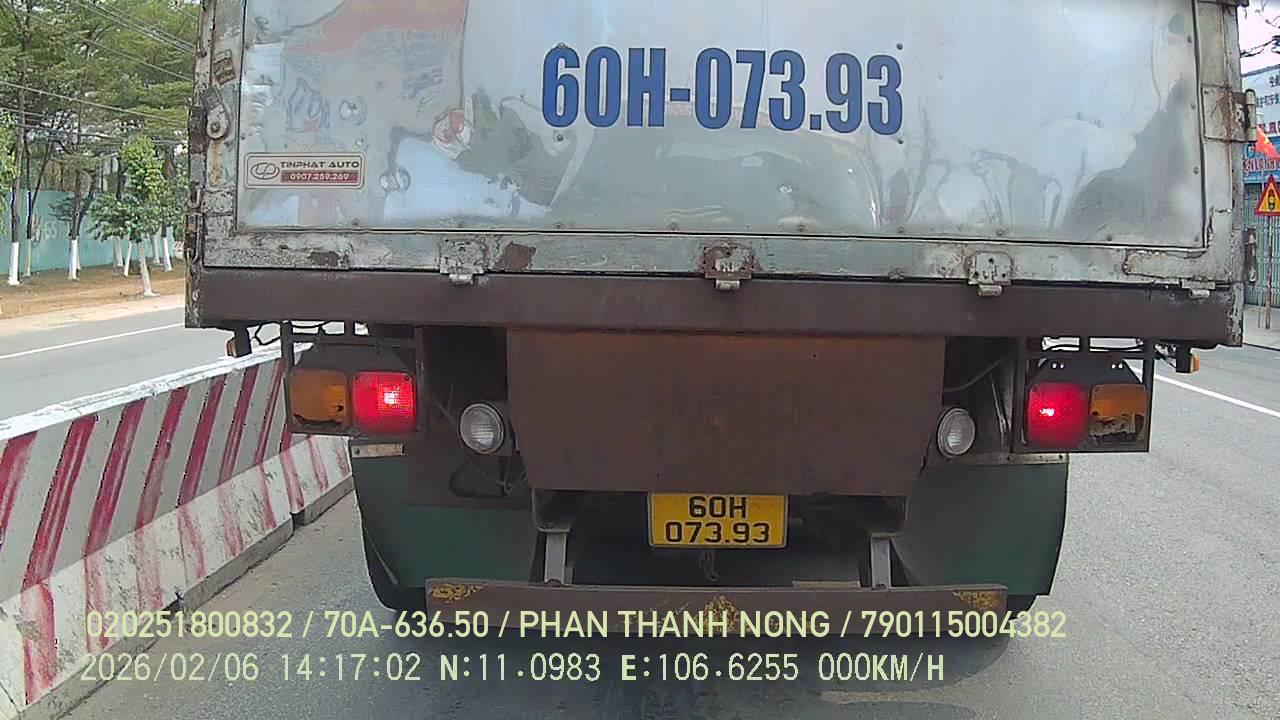 60H-073.93
TINPHAT AUTO
0907.259.269
60H
073.93
020251800832 / 70A-636.50 / PHAN THANH NONG / 790115004382
2026/02/06 14:17:02 N:11.0983 E:106.6255 000KM/H